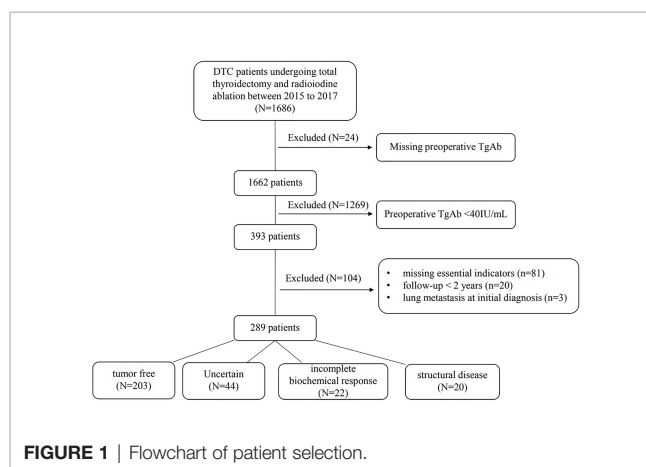 DTC patients undergoing total
thyroidectomy and radioiodine
ablation between 2015 to 2017
(N=1686)
Excluded (N=24)
Missing preoperative TgAb
1662 patients
Excluded (N=1269)
Preoperative TgAb <40IU/mL
393 patients
Excluded (N=104)
• missing essential indicators (n=81)
• follow-up < 2 years (n=20)
• lung metastasis at initial diagnosis (n=3)
289 patients
tumor free
(N=203)
Uncertain
(N=44)
incomplete
biochemical response
(N=22)
structural disease
(N=20)
FIGURE 1 | Flowchart of patient selection.